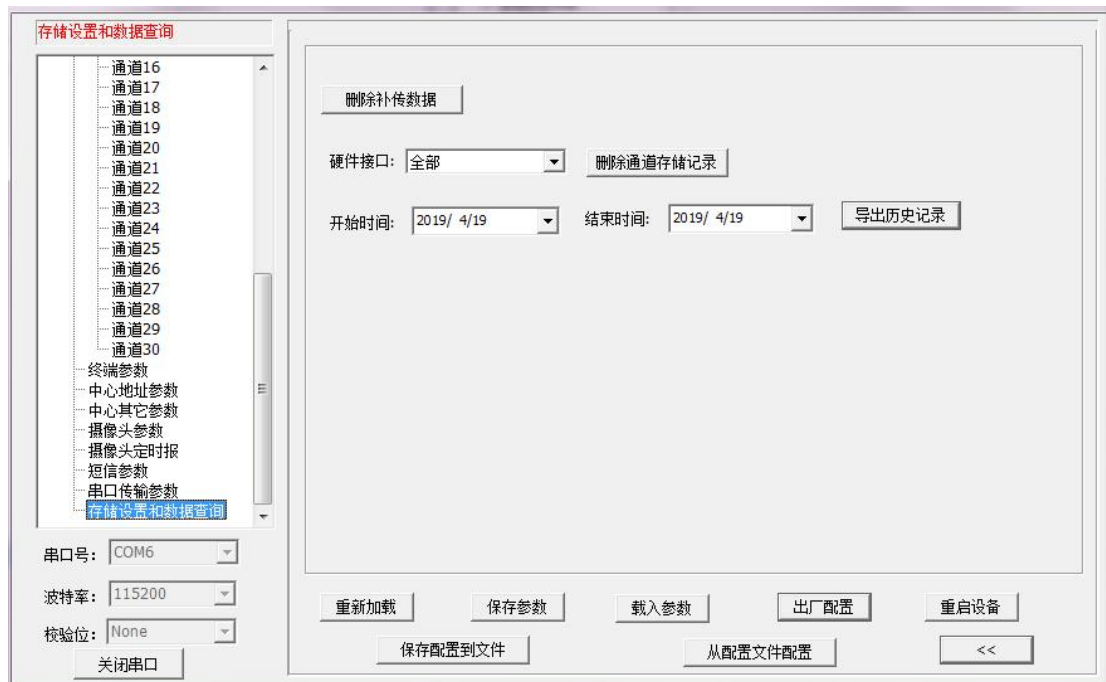 存储设置和数据查询
通道16
通道17
通道18
通道19
通道20
通道21
通道22
通道23
通道24
通道25
通道26
通道27
通道28
通道29
通道30
终端参数
中心地址参数
中心其它参数
摄像头参数
摄像头定时报
短信参数
串口传输参数
存储设置和数据查询
串口号: COM6
波特率: 115200
校验位: None
关闭串口
删除补传数据
硬件接口: 全部 删除通道存储记录
开始时间: 2019/ 4/19 结束时间: 2019/ 4/19 导出历史记录
重新加载 保存参数 载入参数 出厂配置 重启设备
保存配置到文件 从配置文件配置 <<